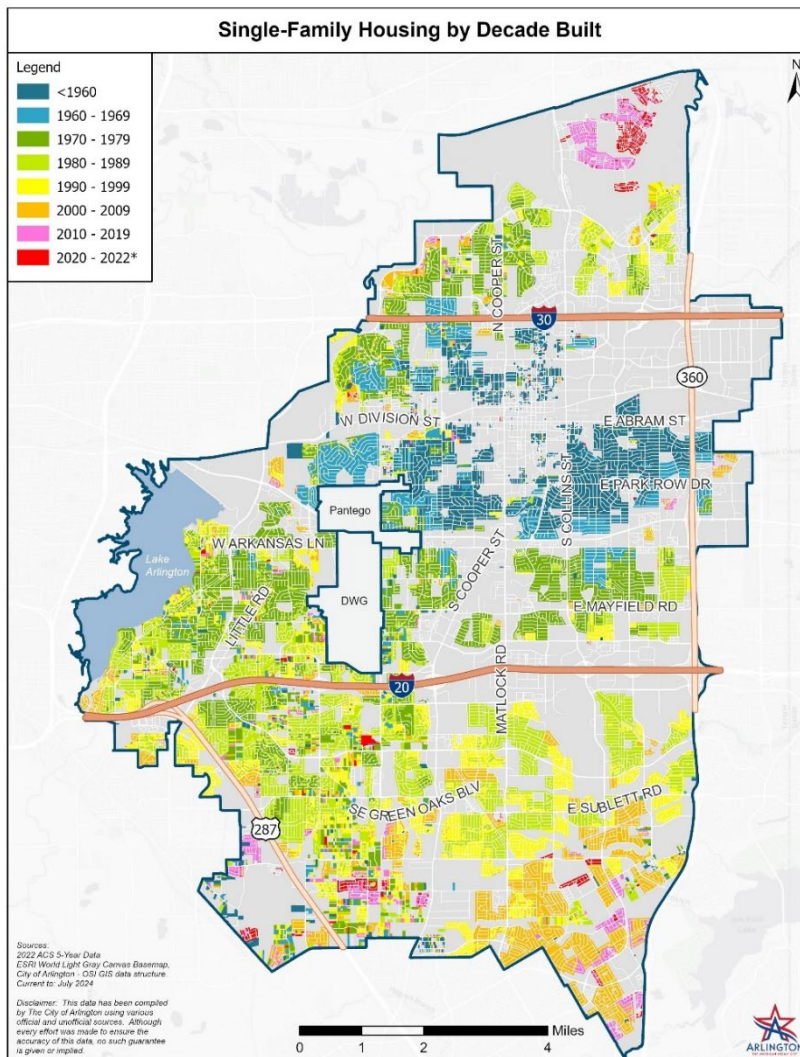 Single-Family Housing by Decade Built
Legend
<1960
1960 - 1969
1970 - 1979
1980 - 1989
1990 - 1999
2000 - 2009
2010 - 2019
2020 - 2022*
N
N COOPER ST
30
360
W DIVISION ST
E ABRAM ST
E PARK ROW DR
S COLLINS ST
Pantego
W ARKANSAS LN
Lake
Arlington
S COOPER ST
DWG
LITTLE RD
E MAYFIELD RD
MATLOCK RD
20
SE GREEN OAKS BLV
E SUBLETT RD
287
Sources:
2022 ACS 5-Year Data
ESRI World Light Gray Canvas Basemap,
City of Arlington - OSI GIS data structure
Current to: July 2024
Disclaimer: This data has been compiled
by The City of Arlington using various
official and unofficial sources. Although
every effort was made to ensure the
accuracy of this data, no such guarantee
is given or implied.
Miles
0 1 2 4
ARLINGTON